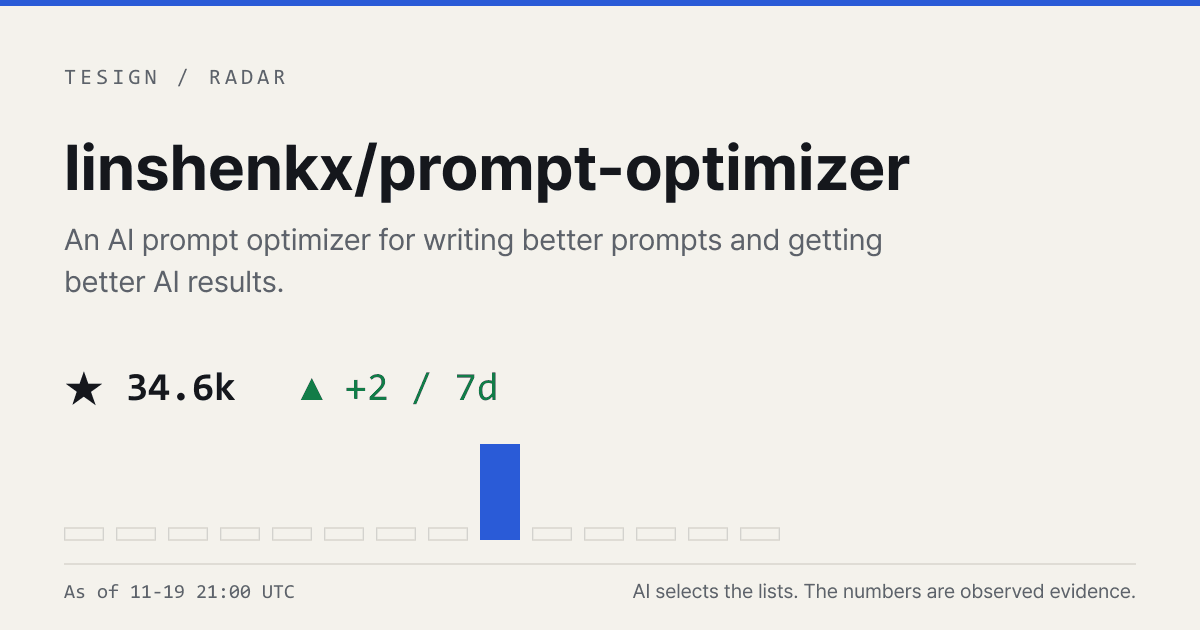 TESIGN / RADAR
linshenkx/prompt-optimizer
An AI prompt optimizer for writing better prompts and getting
better AI results.
★ 34.6k ▲ +2 / 7d
As of 11-19 21:00 UTC
AI selects the lists. The numbers are observed evidence.